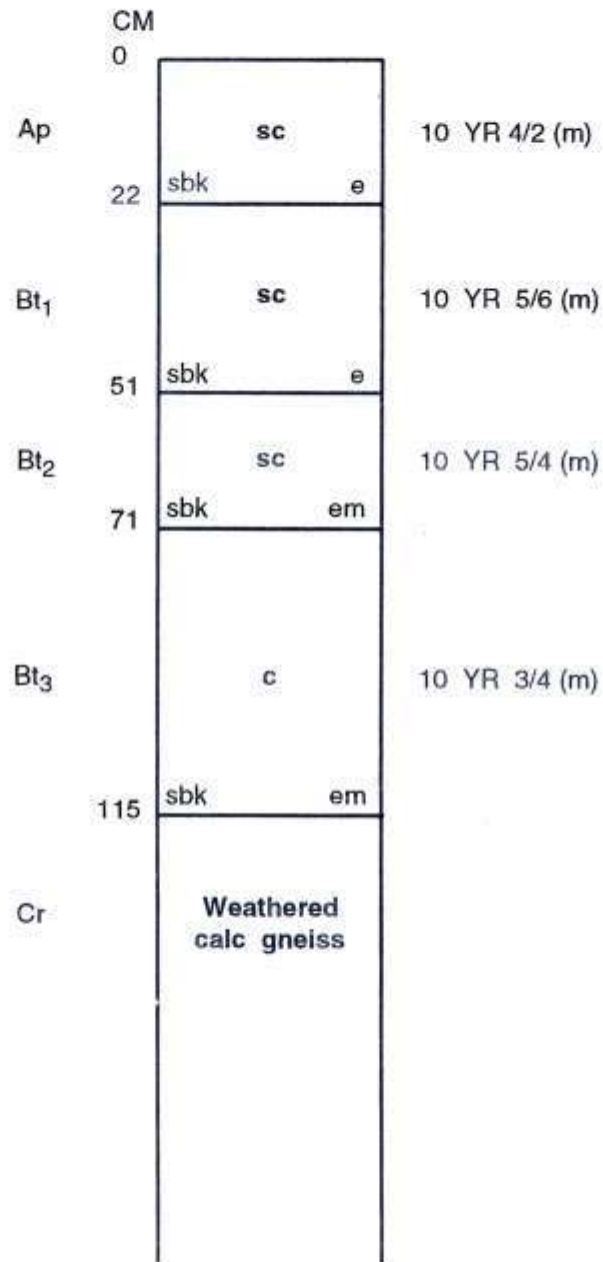 CM
0
Ap sc 10 YR 4/2 (m)
sbk e
22
Bt1 sc 10 YR 5/6 (m)
sbk e
51
Bt2 sc 10 YR 5/4 (m)
sbk em
71
Bt3 c 10 YR 3/4 (m)
sbk em
115
Cr Weathered
calc gneiss